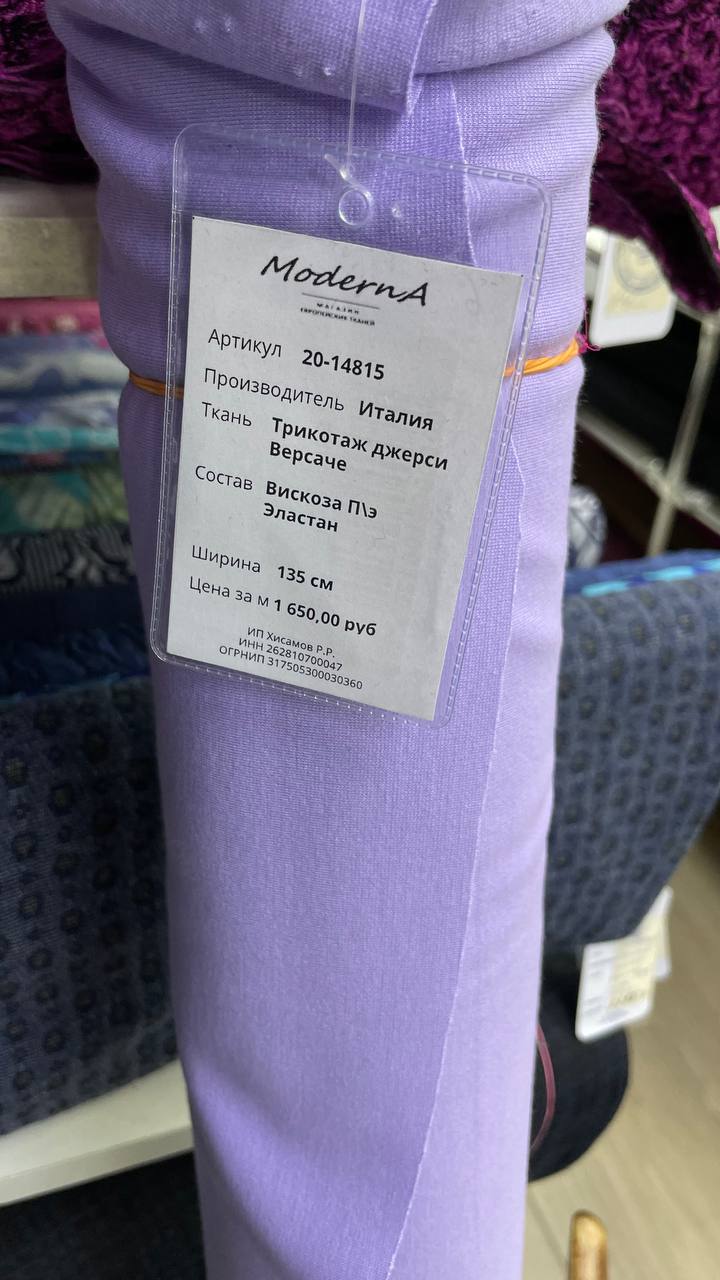 ModernA
МАГАЗИН
ЕВРОПЕЙСКИХ ТКАНЕЙ
Артикул 20-14815
Производитель Италия
Ткань Трикотаж джерси
Версаче
Состав Вискоза П\э
Эластан
Ширина 135 см
Цена за м 1 650,00 руб
ИП Хисамов Р.Р.
ИНН 262810700047
ОГРНИП 317505300030360